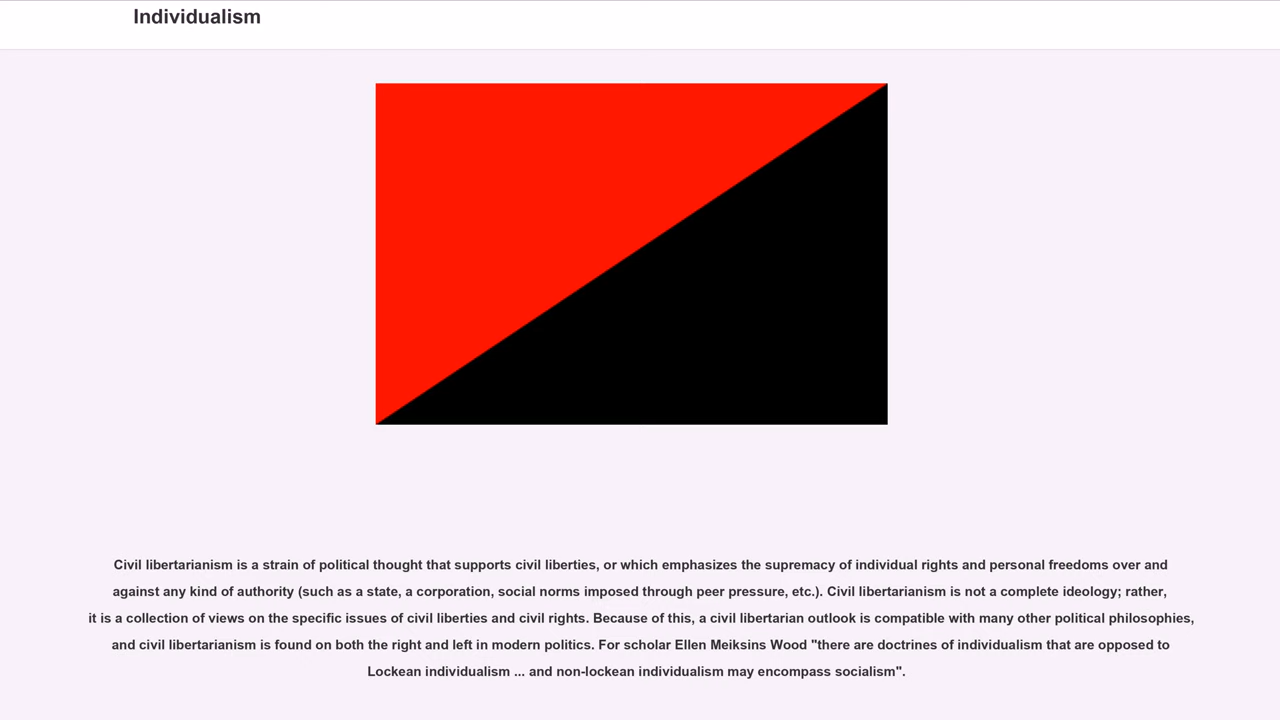 Individualism
Civil libertarianism is a strain of political thought that supports civil liberties, or which emphasizes the supremacy of individual rights and personal freedoms over and
against any kind of authority (such as a state, a corporation, social norms imposed through peer pressure, etc.). Civil libertarianism is not a complete ideology; rather,
it is a collection of views on the specific issues of civil liberties and civil rights. Because of this, a civil libertarian outlook is compatible with many other political philosophies,
and civil libertarianism is found on both the right and left in modern politics. For scholar Ellen Meiksins Wood "there are doctrines of individualism that are opposed to
Lockean individualism ... and non-lockean individualism may encompass socialism".